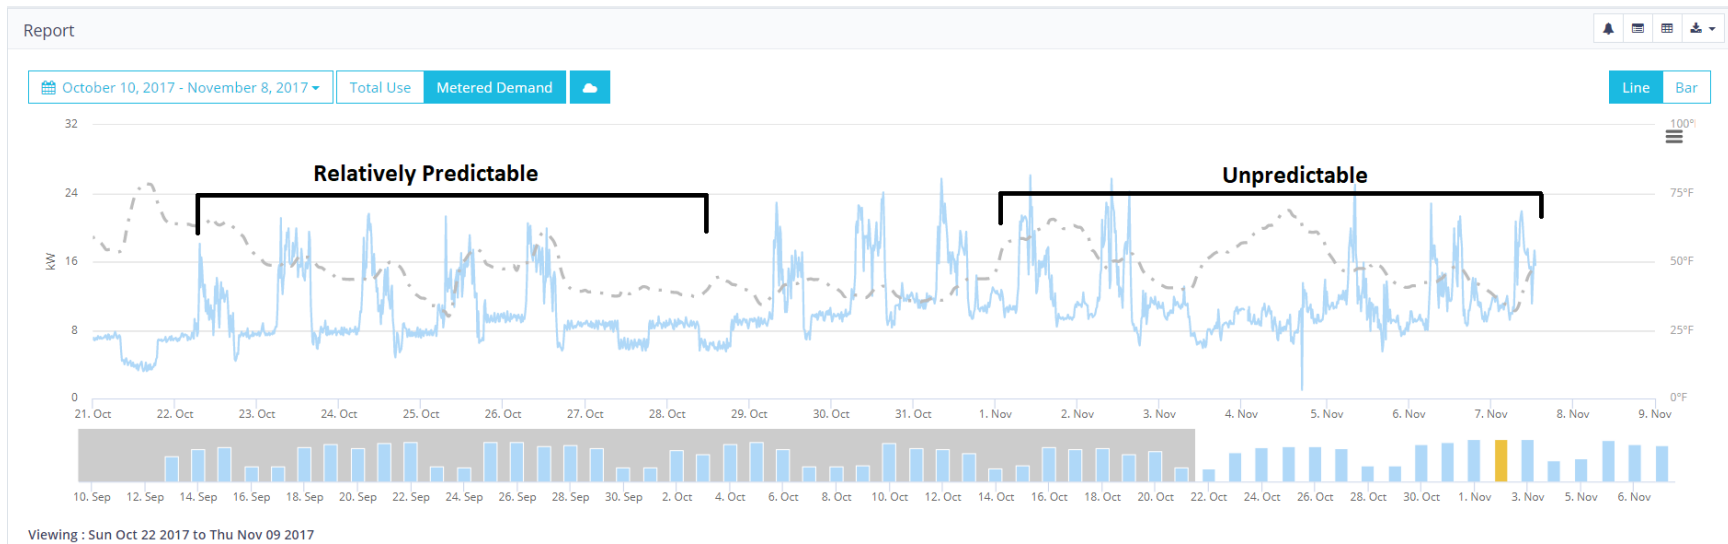 Report
October 10, 2017 - November 8, 2017
Total Use
Metered Demand
Line
Bar
32
24
16
8
0
kW
100°F
75°F
50°F
25°F
0°F
Relatively Predictable
Unpredictable
21. Oct 22. Oct 23. Oct 24. Oct 25. Oct 26. Oct 27. Oct 28. Oct 29. Oct 30. Oct 31. Oct 1. Nov 2. Nov 3. Nov 4. Nov 5. Nov 6. Nov 7. Nov 8. Nov 9. Nov
10. Sep 12. Sep 14. Sep 16. Sep 18. Sep 20. Sep 22. Sep 24. Sep 26. Sep 28. Sep 30. Sep 2. Oct 4. Oct 6. Oct 8. Oct 10. Oct 12. Oct 14. Oct 16. Oct 18. Oct 20. Oct 22. Oct 24. Oct 26. Oct 28. Oct 30. Oct 1. Nov 3. Nov 5. Nov 6. Nov
Viewing : Sun Oct 22 2017 to Thu Nov 09 2017